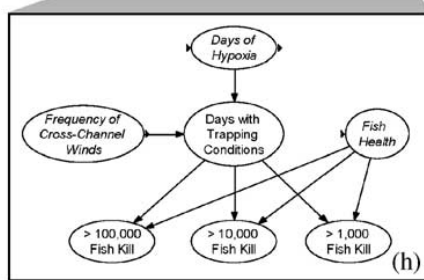 Days of
Hypoxia
Frequency of
Cross-Channel
Winds
Days with
Trapping
Conditions
Fish
Health
> 100,000
Fish Kill
> 10,000
Fish Kill
> 1,000
Fish Kill
(h)